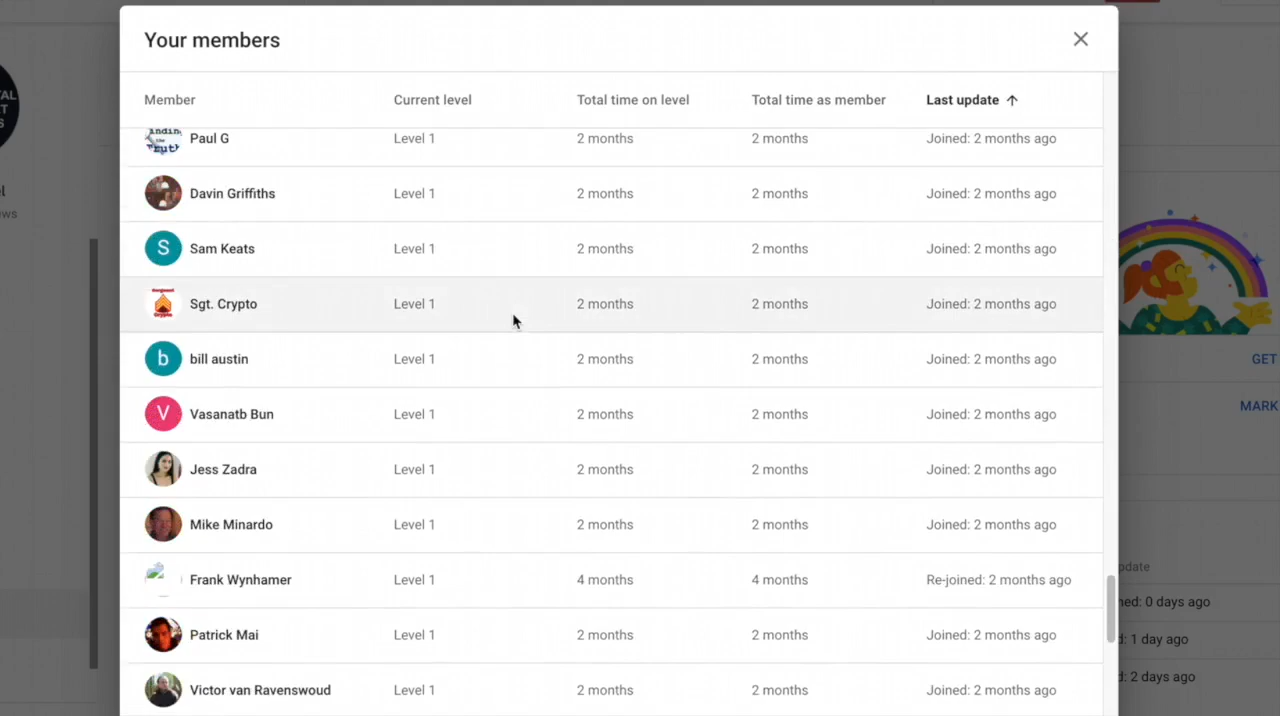 Your members
Member Current level Total time on level Total time as member Last update
Paul G Level 1 2 months 2 months Joined: 2 months ago
Davin Griffiths Level 1 2 months 2 months Joined: 2 months ago
S Sam Keats Level 1 2 months 2 months Joined: 2 months ago
Sgt. Crypto Level 1 2 months 2 months Joined: 2 months ago
b bill austin Level 1 2 months 2 months Joined: 2 months ago
V Vasanatb Bun Level 1 2 months 2 months Joined: 2 months ago
Jess Zadra Level 1 2 months 2 months Joined: 2 months ago
Mike Minardo Level 1 2 months 2 months Joined: 2 months ago
Frank Wynhamer Level 1 4 months 4 months Re-joined: 2 months ago
Patrick Mai Level 1 2 months 2 months Joined: 2 months ago
Victor van Ravenswoud Level 1 2 months 2 months Joined: 2 months ago
GET
MARK
pdate
ned: 0 days ago
d: 1 day ago
d: 2 days ago